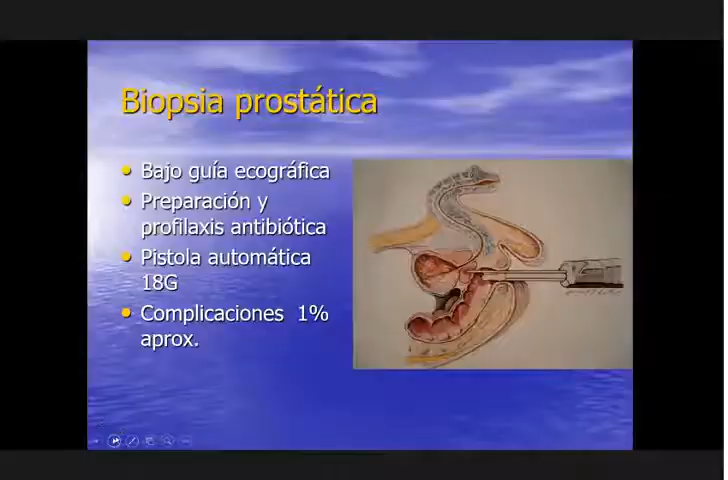 Biopsia prostática
Bajo guía ecográfica
Preparación y
profilaxis antibiótica
Pistola automática
18G
Complicaciones 1%
aprox.